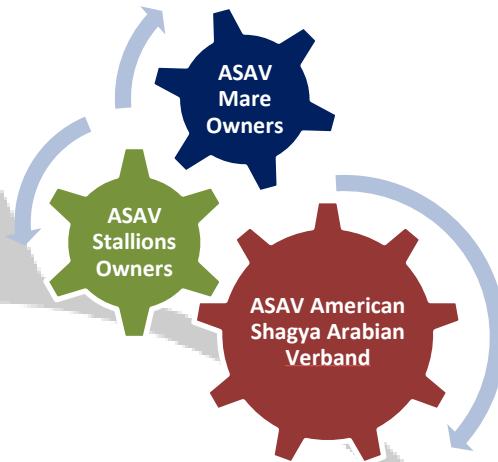 ASAV
Mare
Owners
ASAV
Stallions
Owners
ASAV American
Shagya Arabian
Verband